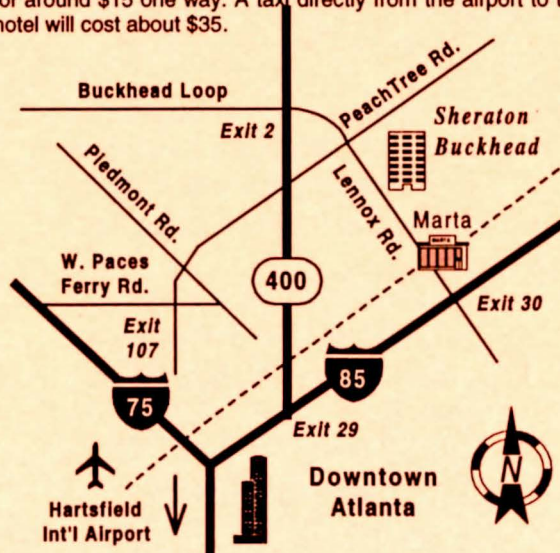 or around $15 one way. A taxi directly from the airport to
hotel will cost about $35.
Buckhead Loop
PeachTree Rd.
Exit 2
Sheraton
Buckhead
Piedmont Rd.
Lennox Rd.
Marta
MARTA
W. Paces
Ferry Rd.
400
Exit 30
Exit
107
85
75
Exit 29
N
Downtown
Atlanta
Hartsfield
Int'l Airport